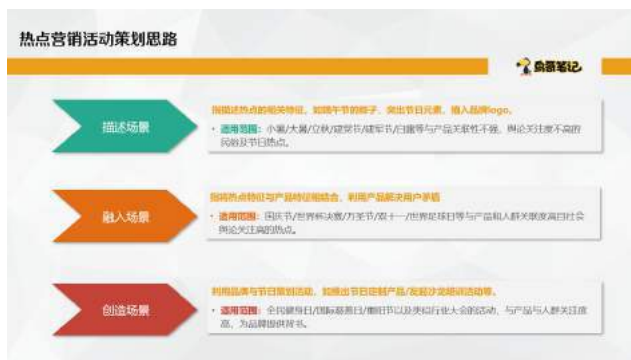 热点营销活动策划思路
鸟哥笔记
描述场景
指描述热点的相关特征，如端午节的粽子，突出节日元素，植入品牌logo。
• 适用范围：小暑/大暑/立秋/建党节/建军节/白露等与产品关联性不强，舆论关注度不高的
民俗及节日热点。
融入场景
指将热点特征与产品特征相结合，利用产品解决用户矛盾
• 适用范围：国庆节/世界杯决赛/万圣节/双十一/世界足球日等与产品和人群关联度高且社会
舆论关注高的热点。
创造场景
利用品牌与节日策划活动，如推出节日定制产品/发起沙龙培训活动等。
• 适用范围：全民健身日/国际慈善日/重阳节以及类似行业大会的活动，与产品与人群关注度
高，为品牌提供背书。